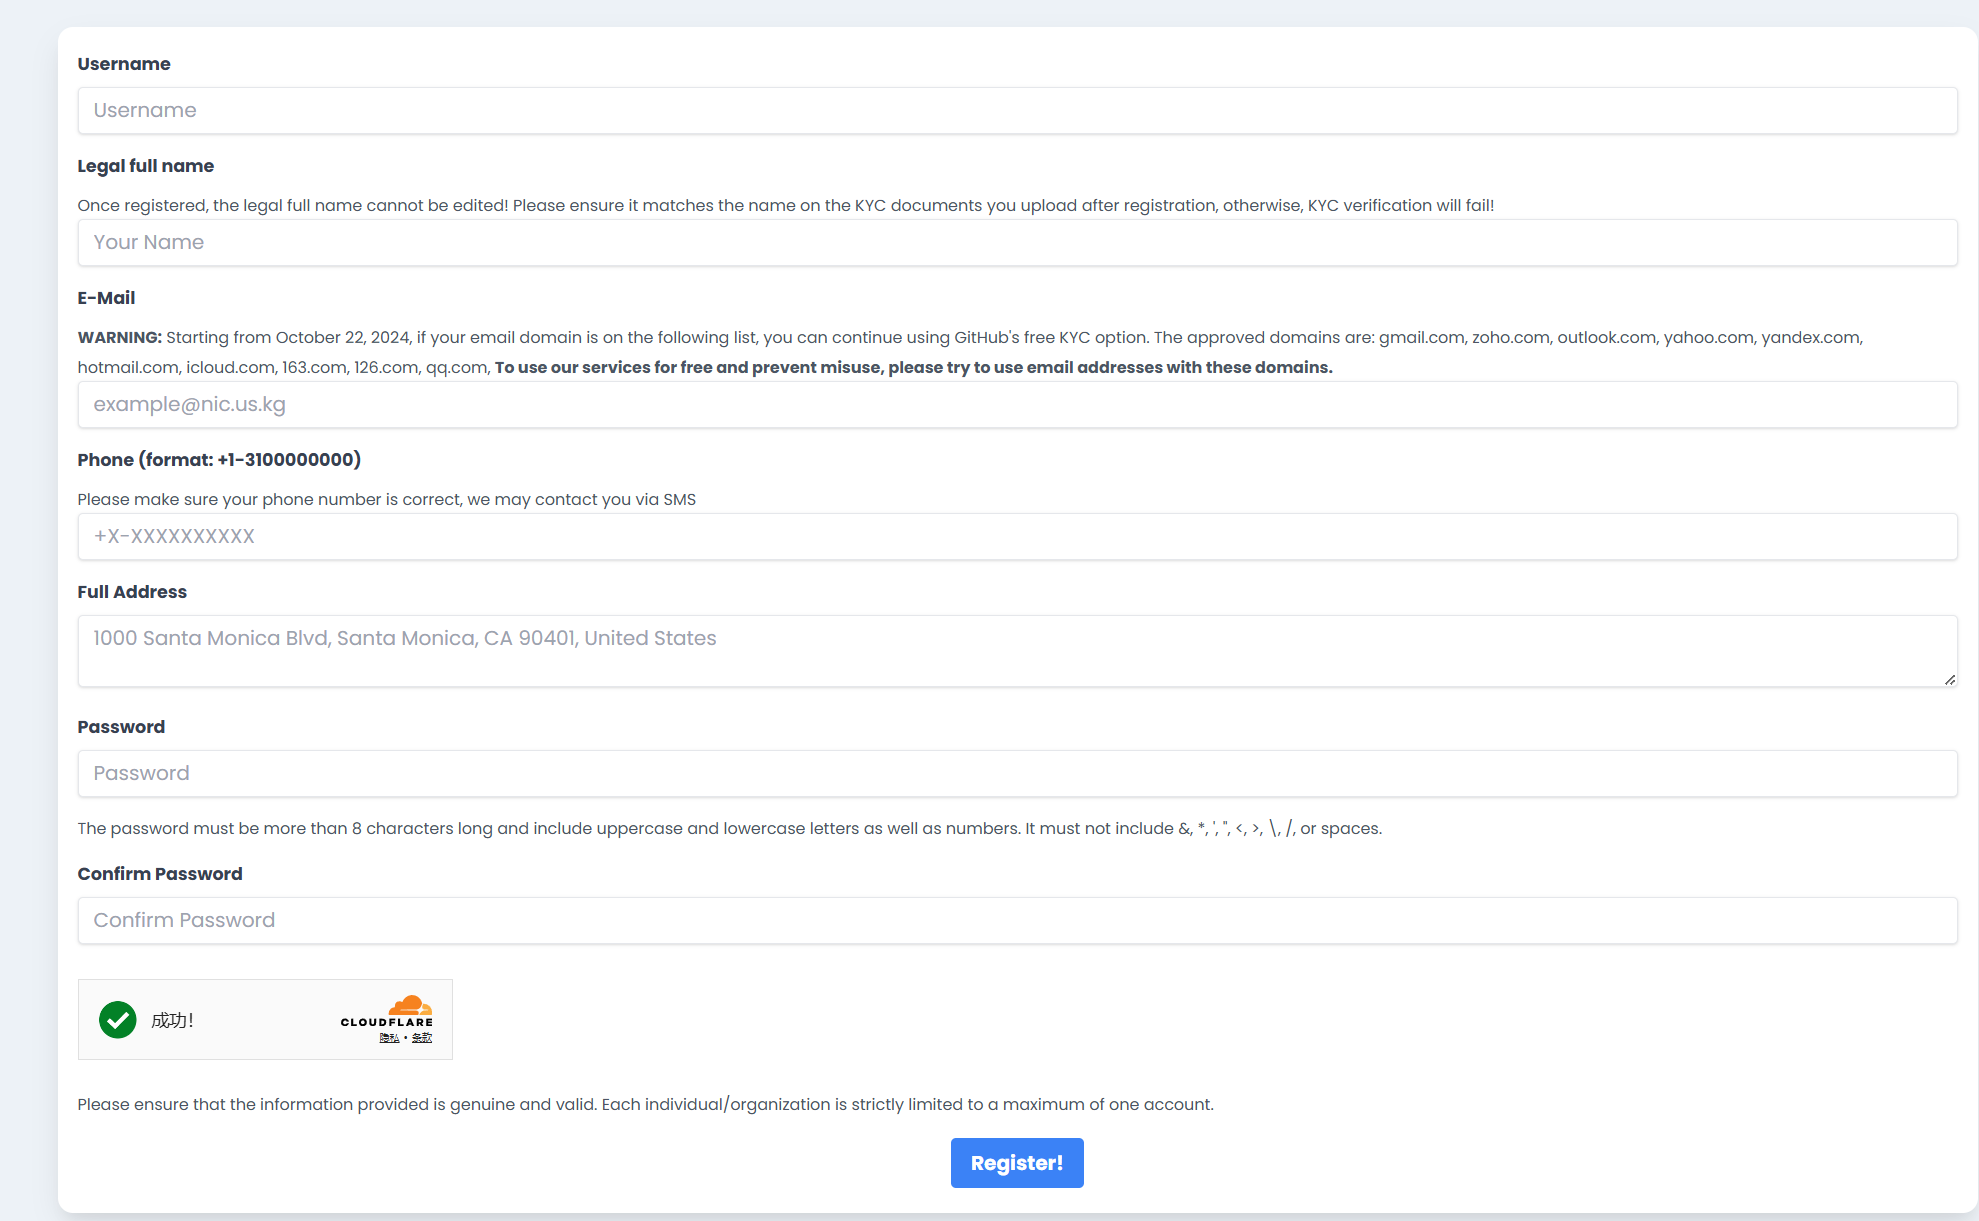 Username
Username
Legal full name
Once registered, the legal full name cannot be edited! Please ensure it matches the name on the KYC documents you upload after registration, otherwise, KYC verification will fail!
Your Name
E-Mail
WARNING: Starting from October 22, 2024, if your email domain is on the following list, you can continue using GitHub's free KYC option. The approved domains are: gmail.com, zoho.com, outlook.com, yahoo.com, yandex.com,
hotmail.com, icloud.com, 163.com, 126.com, qq.com, To use our services for free and prevent misuse, please try to use email addresses with these domains.
example@nic.us.kg
Phone (format: +1-3100000000)
Please make sure your phone number is correct, we may contact you via SMS
+X-XXXXXXXXXX
Full Address
1000 Santa Monica Blvd, Santa Monica, CA 90401, United States
Password
Password
The password must be more than 8 characters long and include uppercase and lowercase letters as well as numbers. It must not include &, *, ', ", <, >, \, /, or spaces.
Confirm Password
Confirm Password
成功！
CLOUDFLARE
隐私 • 条款
Please ensure that the information provided is genuine and valid. Each individual/organization is strictly limited to a maximum of one account.
Register!